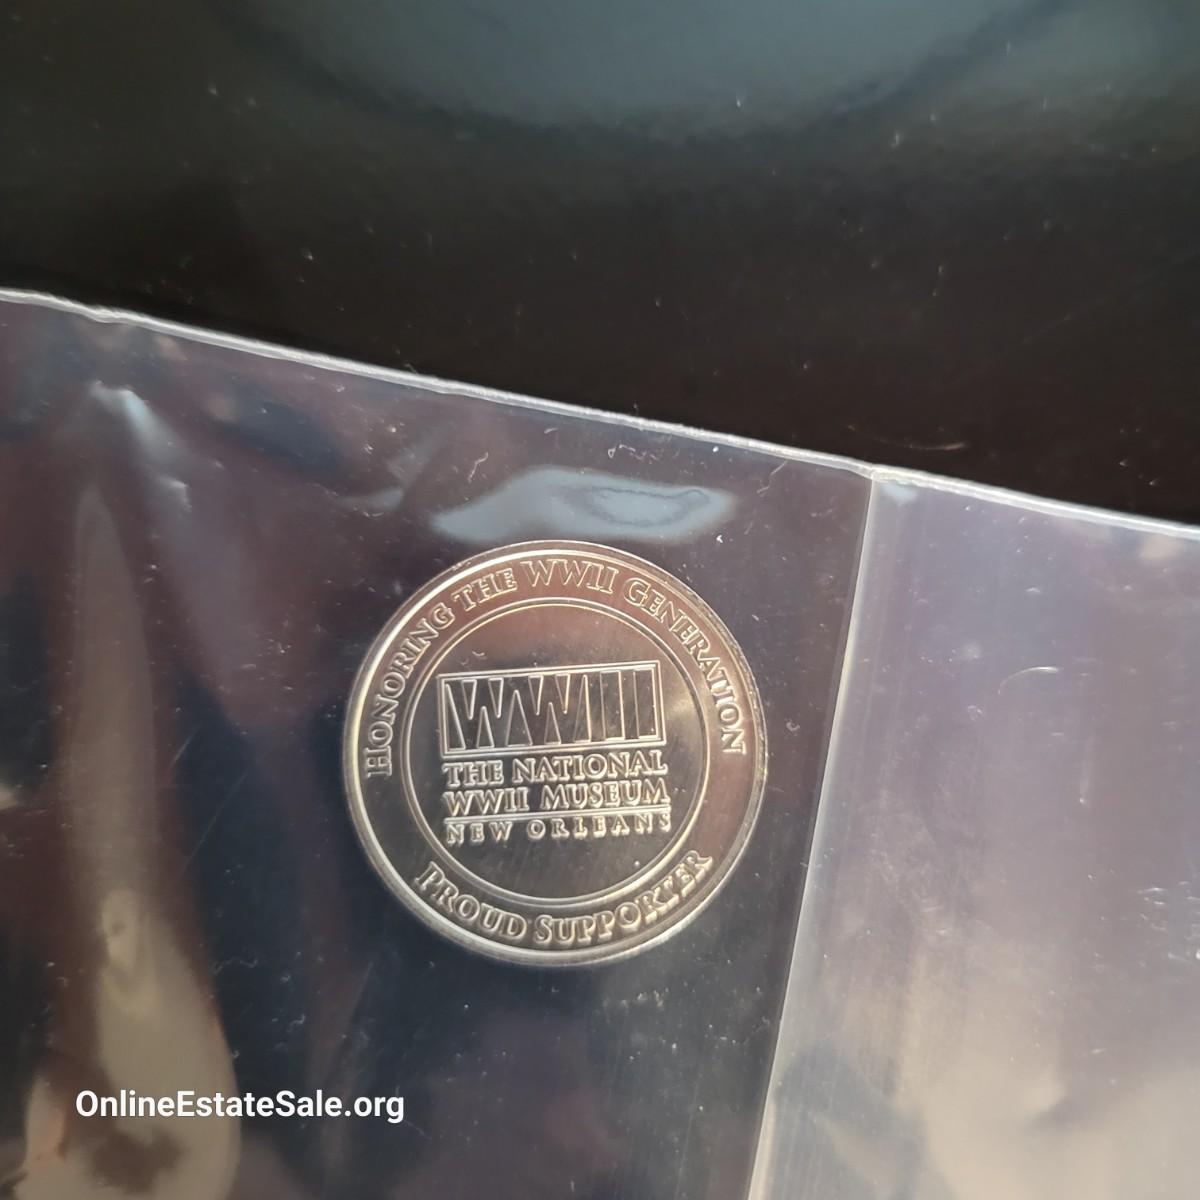 HONORING THE WWII GENERATION
WWII
THE NATIONAL
WWII MUSEUM
NEW ORLEANS
PROUD SUPPORTER
OnlineEstateSale.org